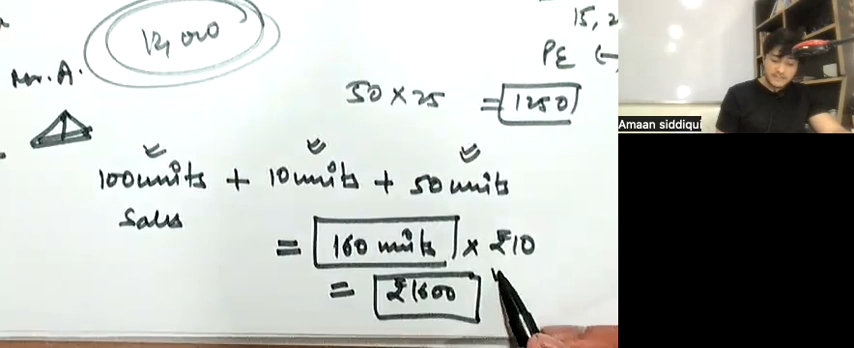 12,000
15, 2
PE
Mr. A.
50 × 25 = 1250
100 units + 10 units + 50 units
Sales
= 160 units × ₹10
= ₹1600
Amaan siddiqui